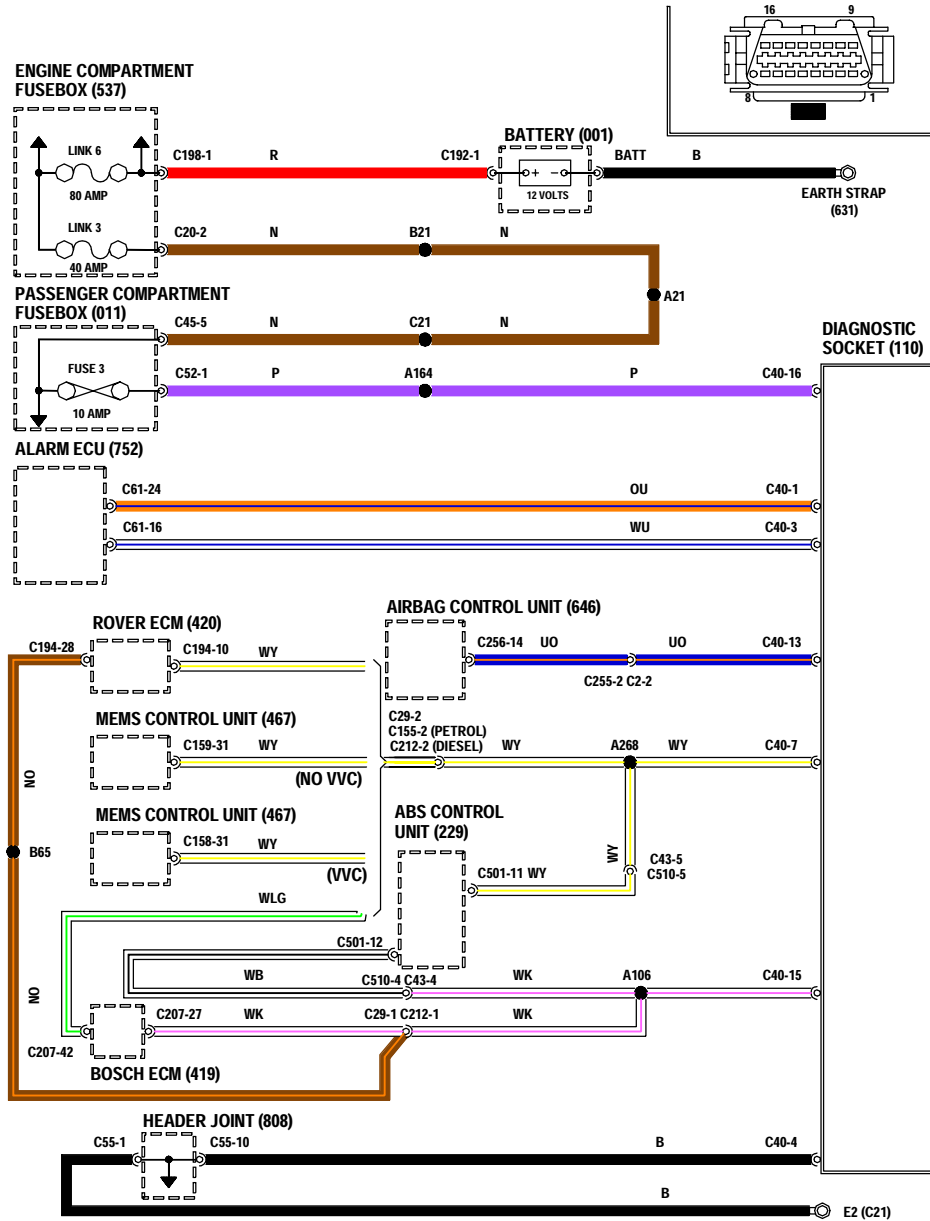 16 9
8 1
ENGINE COMPARTMENT
FUSEBOX (537)
LINK 6
80 AMP
C198-1 R C192-1
BATTERY (001)
+ -
12 VOLTS
BATT B
EARTH STRAP
(631)
LINK 3
40 AMP
C20-2 N B21 N
A21
PASSENGER COMPARTMENT
FUSEBOX (011)
C45-5 N C21 N
DIAGNOSTIC
SOCKET (110)
FUSE 3
10 AMP
C52-1 P A164 P C40-16
ALARM ECU (752)
C61-24 OU C40-1
C61-16 WU C40-3
AIRBAG CONTROL UNIT (646)
ROVER ECM (420)
C194-28 C194-10 WY
C256-14 UO UO C40-13
C255-2 C2-2
MEMS CONTROL UNIT (467)
C29-2
C155-2 (PETROL)
C212-2 (DIESEL)
C159-31 WY
(NO VVC)
WY A268 WY C40-7
NO
MEMS CONTROL UNIT (467)
ABS CONTROL
UNIT (229)
C158-31 WY
(VVC)
B65
WY
C43-5
C510-5
C501-11 WY
WLG
C501-12
WB C510-4 C43-4 WK A106 C40-15
NO
C207-27 WK C29-1 C212-1 WK
C207-42
BOSCH ECM (419)
HEADER JOINT (808)
C55-1 C55-10 B C40-4
B
E2 (C21)